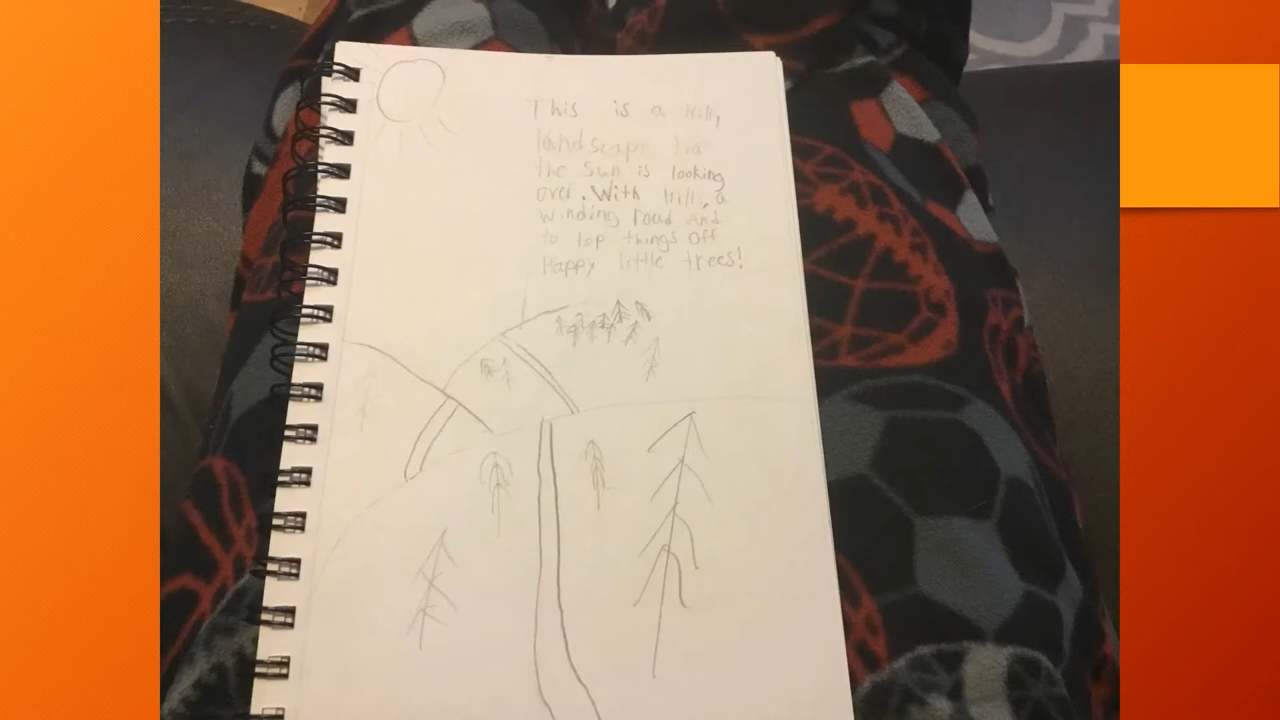 This is a Hilly
landscape tha
the Sun is looking
over. With Hill, a
winding road and
to top things off
Happy little trees!